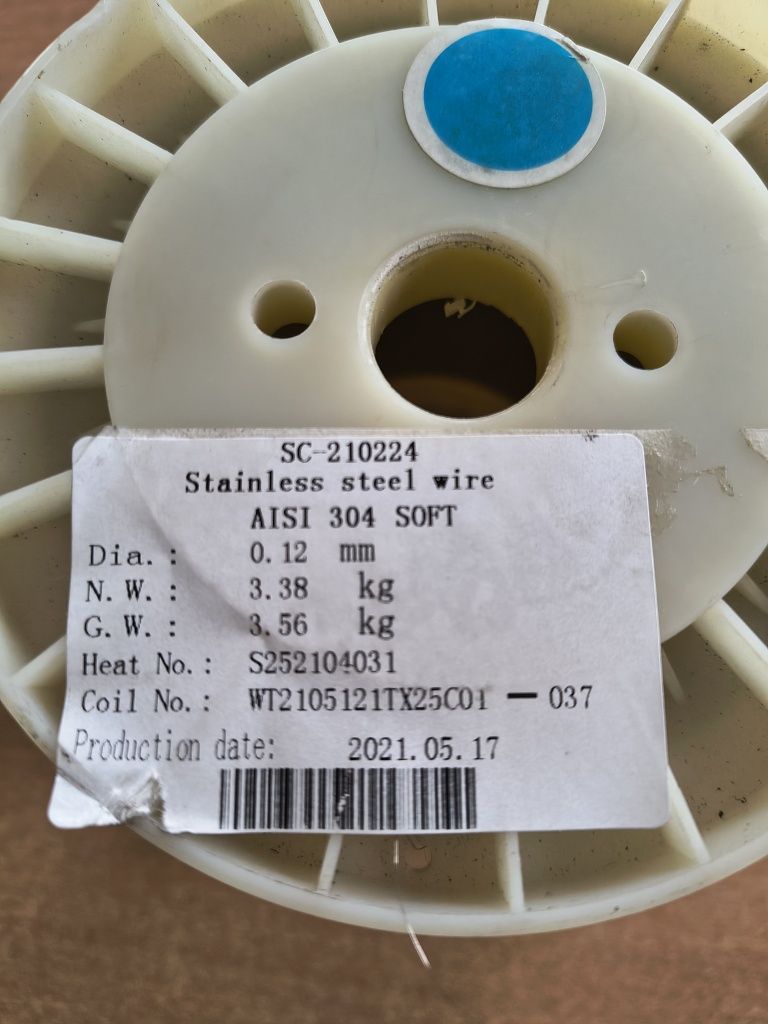 SC-210224
Stainless steel wire
AISI 304 SOFT
Dia.: 0.12 mm
N.W.: 3.38 kg
G.W.: 3.56 kg
Heat No.: S252104031
Coil No.: WT2105121TX25C01 - 037
Production date: 2021.05.17